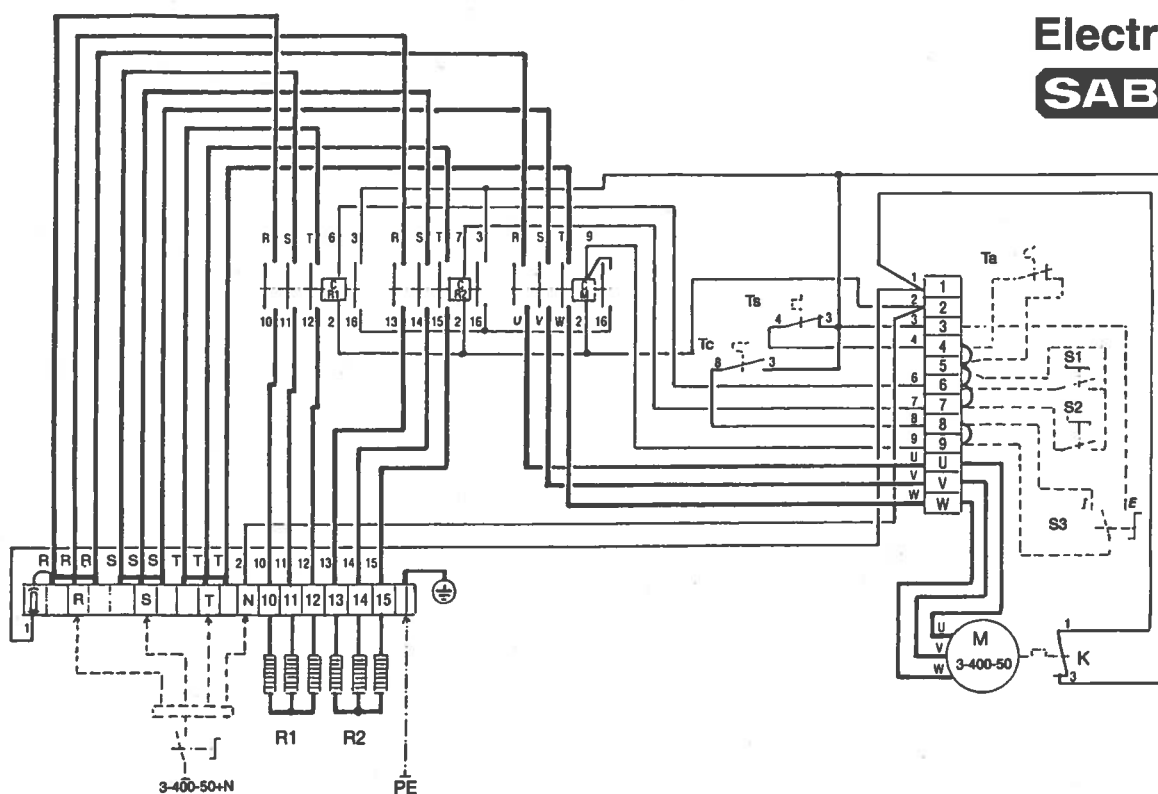 Electr
SAB
R S T 6 3 R S T 7 3 R S T 9
C R1
C R2
C M
10 11 12 2 16 13 14 15 2 16 U V W 2 16
Ta
Ts
4 3
Tc
8 3
1 1
2 2
3 3
4 4
5
6 6
7 7
8 8
9 9
U U
V V
W W
S1
S2
S3
I E
R R R S S S T T T 2 10 11 12 13 14 15
R S T N 10 11 12 13 14 15
1
R1 R2
3-400-50+N
PE
U
V
W
M
3-400-50
1
K
3